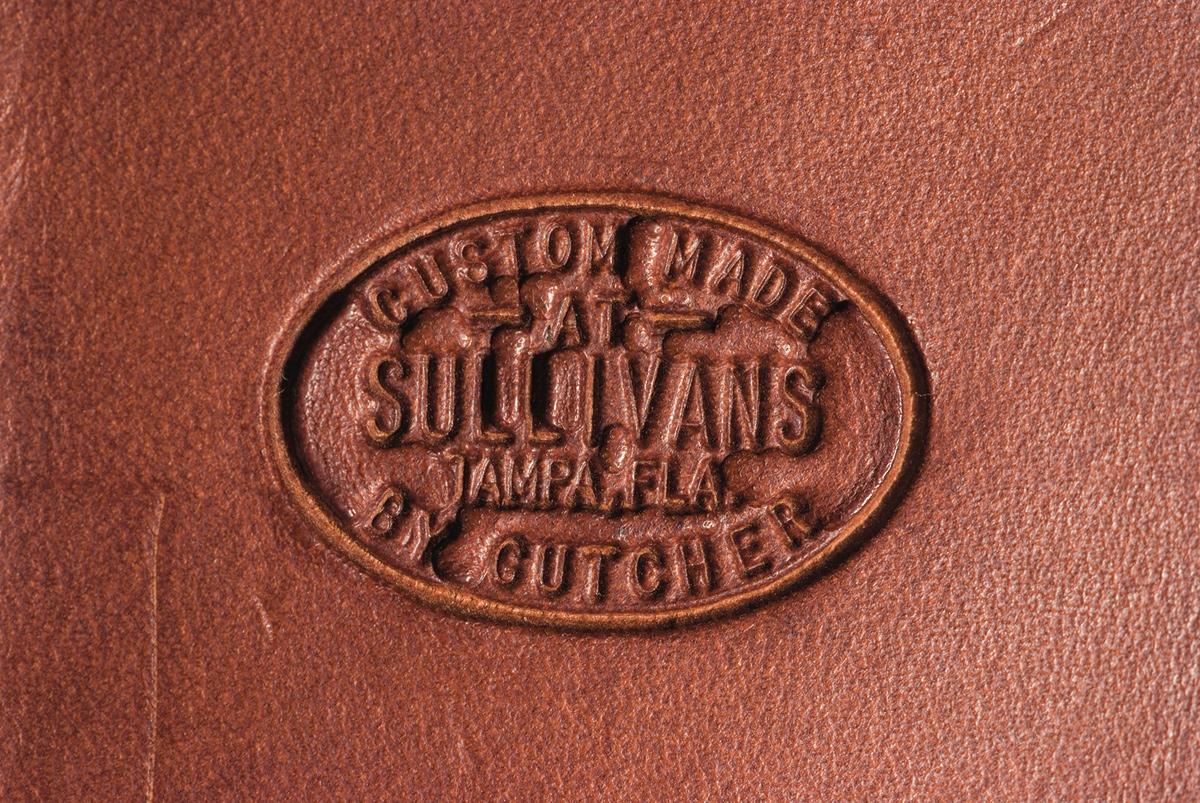 CUSTOM MADE
- AT -
SULLIVANS
TAMPA, FLA.
BY GUTCHER